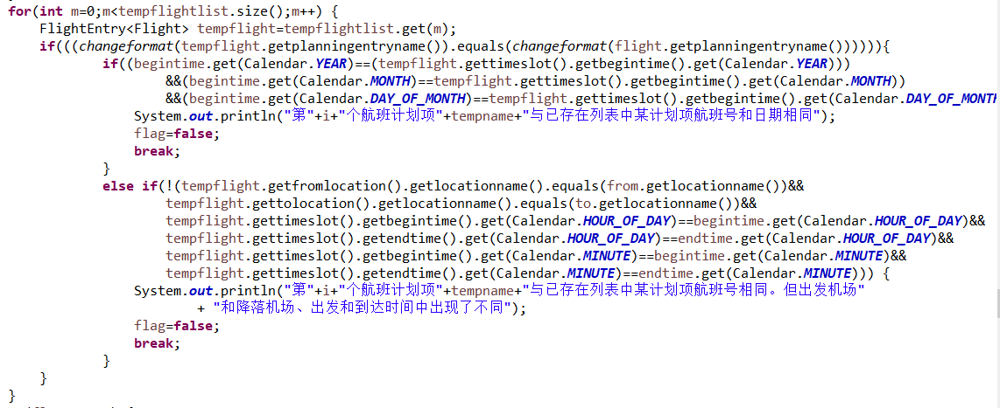 for(int m=0;m<tempflightlist.size();m++) {
FlightEntry<Flight> tempflight=tempflightlist.get(m);
if(((changeformat(tempflight.getplanningentryname()).equals(changeformat(flight.getplanningentryname()))))){
if((begintime.get(Calendar.YEAR)==(tempflight.gettimeslot().getbegintime().get(Calendar.YEAR)))
&&(begintime.get(Calendar.MONTH)==tempflight.gettimeslot().getbegintime().get(Calendar.MONTH))
&&(begintime.get(Calendar.DAY_OF_MONTH)==tempflight.gettimeslot().getbegintime().get(Calendar.DAY_OF_MONT
System.out.println("第"+i+"个航班计划项"+tempname+"与已存在列表中某计划项航班号和日期相同");
flag=false;
break;
}
else if(!(tempflight.getfromlocation().getlocationname().equals(from.getlocationname())&&
tempflight.gettolocation().getlocationname().equals(to.getlocationname())&&
tempflight.gettimeslot().getbegintime().get(Calendar.HOUR_OF_DAY)==begintime.get(Calendar.HOUR_OF_DAY)&&
tempflight.gettimeslot().getendtime().get(Calendar.HOUR_OF_DAY)==endtime.get(Calendar.HOUR_OF_DAY)&&
tempflight.gettimeslot().getbegintime().get(Calendar.MINUTE)==begintime.get(Calendar.MINUTE)&&
tempflight.gettimeslot().getendtime().get(Calendar.MINUTE)==endtime.get(Calendar.MINUTE))) {
System.out.println("第"+i+"个航班计划项"+tempname+"与已存在列表中某计划项航班号相同。但出发机场"
+ "和降落机场、出发和到达时间中出现了不同");
flag=false;
break;
}
}
}